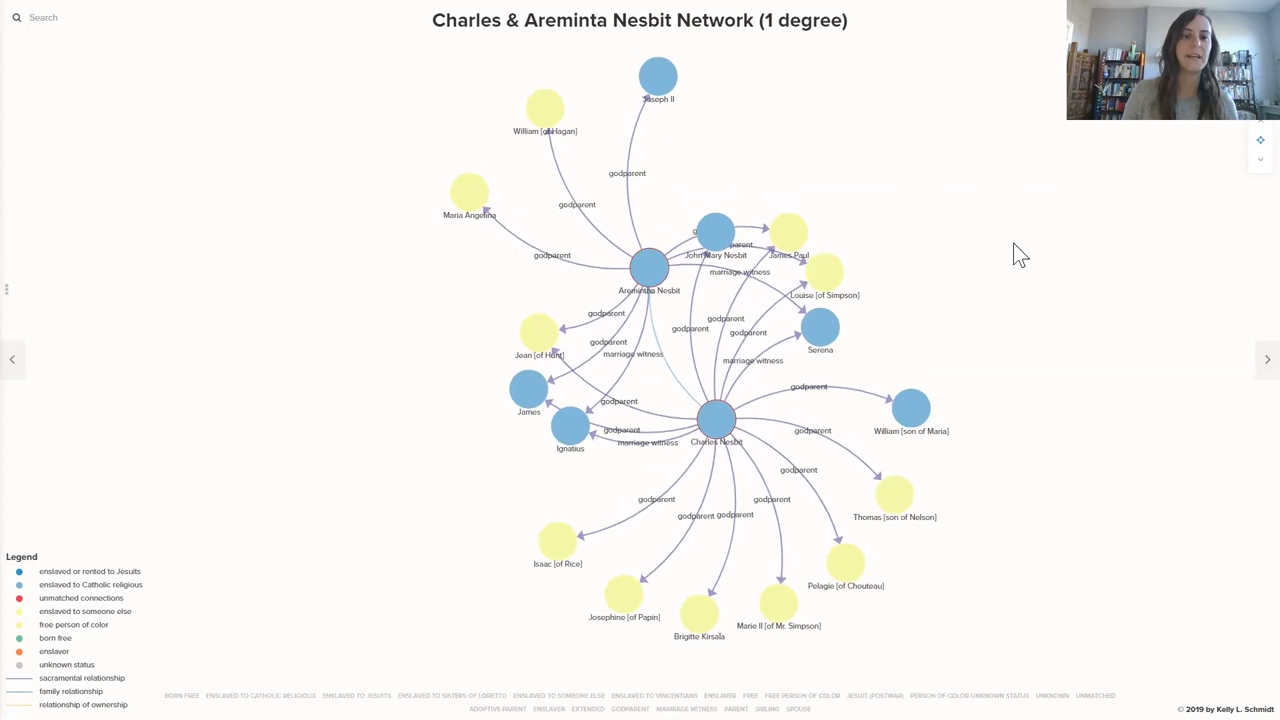 Search
Charles & Areminta Nesbit Network (1 degree)
Joseph II
William [of Hagan]
godparent
godparent
Maria Angelina
godparent
John Mary Nesbit
James Paul
marriage witness
Areminta Nesbit
Louise [of Simpson]
godparent
godparent
godparent
godparent
Serena
godparent
Jean [of Hunt]
marriage witness
marriage witness
godparent
James
godparent
William [son of Maria]
godparent
godparent
Charles Nesbit
marriage witness
Ignatius
godparent
godparent
godparent
godparent
godparent
godparent
Thomas [son of Nelson]
Isaac [of Rice]
Pelagie [of Chouteau]
Josephine [of Papin]
Marie II [of Mr. Simpson]
Brigitte Kirsala
Legend
enslaved or rented to Jesuits
enslaved to Catholic religious
unmatched connections
enslaved to someone else
free person of color
born free
enslaver
unknown status
sacramental relationship
family relationship
relationship of ownership
BORN FREE ENSLAVED TO CATHOLIC RELIGIOUS ENSLAVED TO JESUITS ENSLAVED TO SISTERS OF LORETTO ENSLAVED TO SOMEONE ELSE ENSLAVED TO VINCENTIANS ENSLAVER FREE FREE PERSON OF COLOR JESUIT (POSTWAR) PERSON OF COLOR-UNKNOWN STATUS UNKNOWN UNMATCHED
ADOPTIVE PARENT ENSLAVER EXTENDED GODPARENT MARRIAGE WITNESS PARENT SIBLING SPOUSE
© 2019 by Kelly L. Schmidt